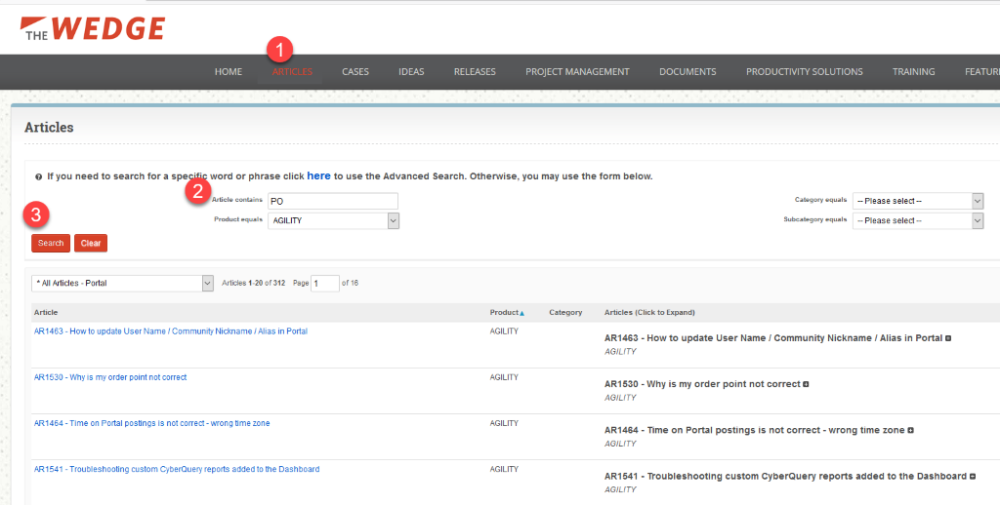 THE WEDGE
1
HOME ARTICLES CASES IDEAS RELEASES PROJECT MANAGEMENT DOCUMENTS PRODUCTIVITY SOLUTIONS TRAINING FEATUR
Articles
If you need to search for a specific word or phrase click here to use the Advanced Search. Otherwise, you may use the form below.
2
Article contains PO Category equals -- Please select --
3
Product equals AGILITY Subcategory equals -- Please select --
Search Clear
* All Articles - Portal Articles 1-20 of 312 Page 1 of 16
Article Product Category Articles (Click to Expand)
AR1463 - How to update User Name / Community Nickname / Alias in Portal AGILITY AR1463 - How to update User Name / Community Nickname / Alias in Portal
AGILITY
AR1530 - Why is my order point not correct AGILITY AR1530 - Why is my order point not correct
AGILITY
AR1464 - Time on Portal postings is not correct - wrong time zone AGILITY AR1464 - Time on Portal postings is not correct - wrong time zone
AGILITY
AR1541 - Troubleshooting custom CyberQuery reports added to the Dashboard AGILITY AR1541 - Troubleshooting custom CyberQuery reports added to the Dashboard
AGILITY